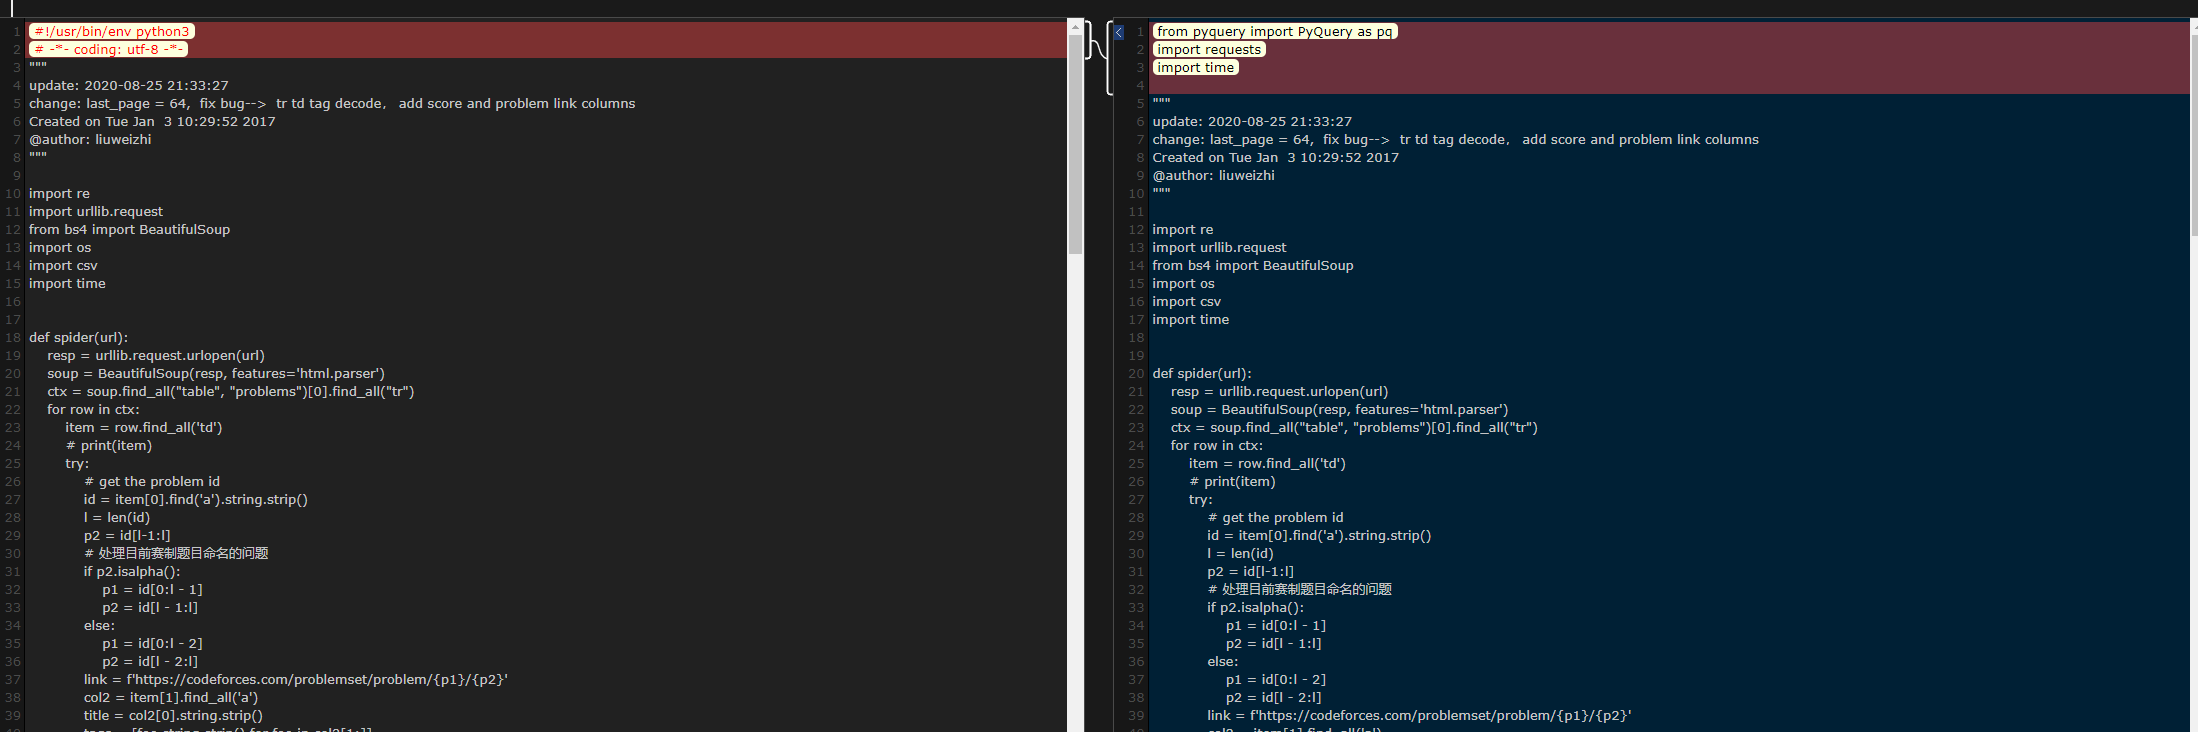 1 #!/usr/bin/env python3
2 # -*- coding: utf-8 -*-
3 """
4 update: 2020-08-25 21:33:27
5 change: last_page = 64,  fix bug-->  tr td tag decode， add score and problem link columns
6 Created on Tue Jan  3 10:29:52 2017
7 @author: liuweizhi
8 """
9
10 import re
11 import urllib.request
12 from bs4 import BeautifulSoup
13 import os
14 import csv
15 import time
16
17
18 def spider(url):
19     resp = urllib.request.urlopen(url)
20     soup = BeautifulSoup(resp, features='html.parser')
21     ctx = soup.find_all("table", "problems")[0].find_all("tr")
22     for row in ctx:
23         item = row.find_all('td')
24         # print(item)
25         try:
26             # get the problem id
27             id = item[0].find('a').string.strip()
28             l = len(id)
29             p2 = id[l-1:l]
30             # 处理目前赛制题目命名的问题
31             if p2.isalpha():
32                 p1 = id[0:l - 1]
33                 p2 = id[l - 1:l]
34             else:
35                 p1 = id[0:l - 2]
36                 p2 = id[l - 2:l]
37             link = f'https://codeforces.com/problemset/problem/{p1}/{p2}'
38             col2 = item[1].find_all('a')
39             title = col2[0].string.strip()
1 from pyquery import PyQuery as pq
2 import requests
3 import time
4
5 """
6 update: 2020-08-25 21:33:27
7 change: last_page = 64,  fix bug-->  tr td tag decode， add score and problem link columns
8 Created on Tue Jan  3 10:29:52 2017
9 @author: liuweizhi
10 """
11
12 import re
13 import urllib.request
14 from bs4 import BeautifulSoup
15 import os
16 import csv
17 import time
18
19
20 def spider(url):
21     resp = urllib.request.urlopen(url)
22     soup = BeautifulSoup(resp, features='html.parser')
23     ctx = soup.find_all("table", "problems")[0].find_all("tr")
24     for row in ctx:
25         item = row.find_all('td')
26         # print(item)
27         try:
28             # get the problem id
29             id = item[0].find('a').string.strip()
30             l = len(id)
31             p2 = id[l-1:l]
32             # 处理目前赛制题目命名的问题
33             if p2.isalpha():
34                 p1 = id[0:l - 1]
35                 p2 = id[l - 1:l]
36             else:
37                 p1 = id[0:l - 2]
38                 p2 = id[l - 2:l]
39             link = f'https://codeforces.com/problemset/problem/{p1}/{p2}'